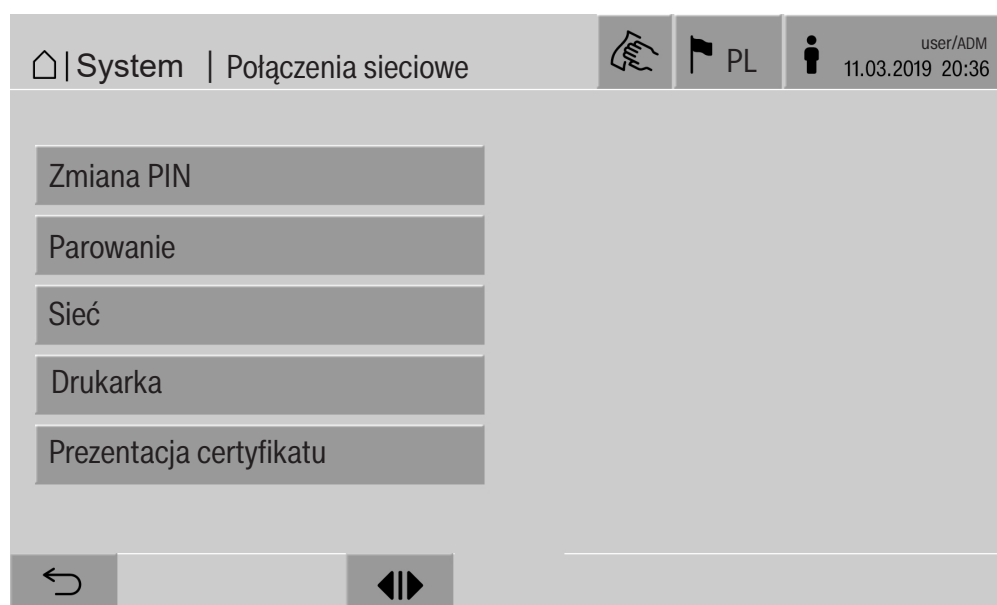 | System | Połączenia sieciowe
PL
user/ADM
11.03.2019 20:36
Zmiana PIN
Parowanie
Sieć
Drukarka
Prezentacja certyfikatu